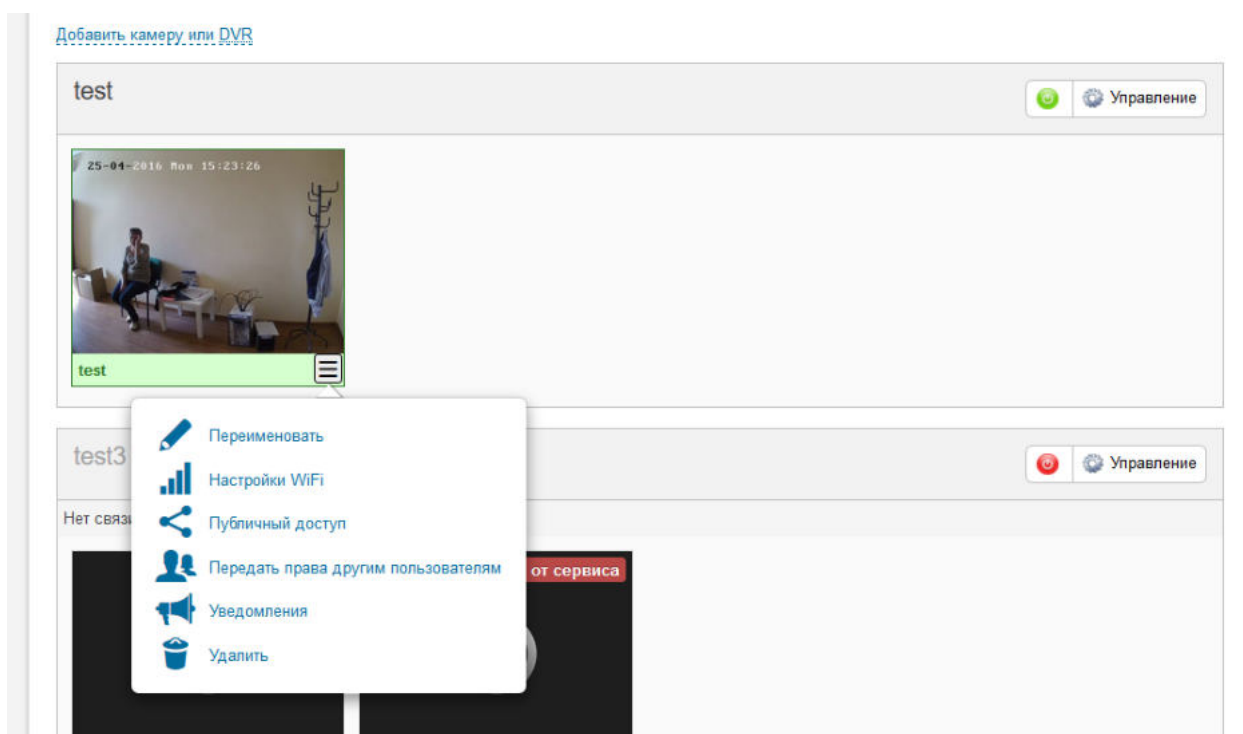 Добавить камеру или DVR
test
Управление
25-04-2016 Mon 15:23:26
test
Переименовать
test3
Управление
Настройки WiFi
Нет
Публичный доступ
Передать права другим пользователям
от сервиса
Уведомления
Удалить